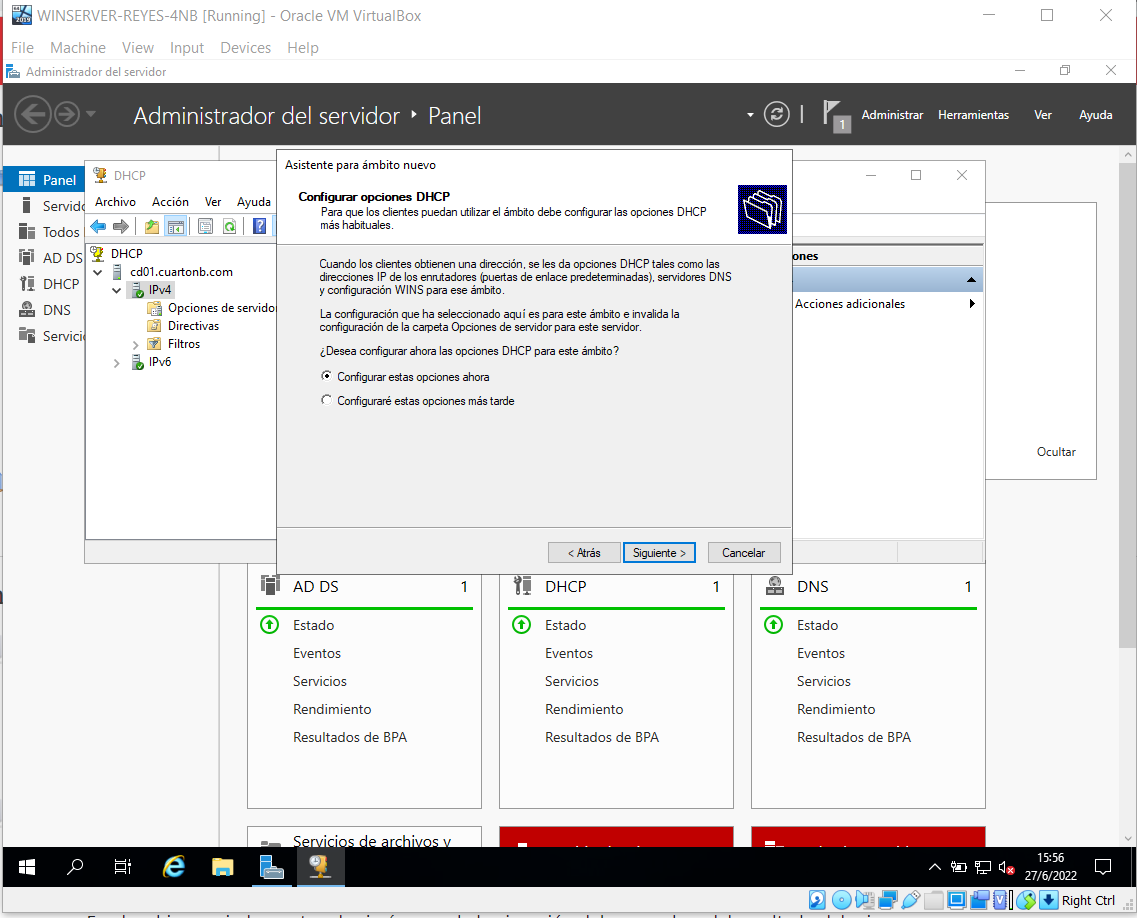 WINSERVER-REYES-4NB [Running] - Oracle VM VirtualBox
File Machine View Input Devices Help
Administrador del servidor
Administrador del servidor ‣ Panel
1
Administrar Herramientas Ver Ayuda
Panel
Todos
AD DS
DHCP
DNS
DHCP
Archivo Acción Ver Ayuda
DHCP
cd01.cuartonb.com
IPv4
Opciones de servido
Directivas
Filtros
IPv6
Asistente para ámbito nuevo
Configurar opciones DHCP
Para que los clientes puedan utilizar el ámbito debe configurar las opciones DHCP
más habituales.
Cuando los clientes obtienen una dirección, se les da opciones DHCP tales como las
direcciones IP de los enrutadores (puertas de enlace predeterminadas), servidores DNS
y configuración WINS para ese ámbito.
La configuración que ha seleccionado aquí es para este ámbito e invalida la
configuración de la carpeta Opciones de servidor para este servidor.
¿Desea configurar ahora las opciones DHCP para este ámbito?
Configurar estas opciones ahora
Configuraré estas opciones más tarde
< Atrás Siguiente > Cancelar
ones
Acciones adicionales
Ocultar
AD DS 1
Estado
Eventos
Servicios
Rendimiento
Resultados de BPA
DHCP 1
Estado
Eventos
Servicios
Rendimiento
Resultados de BPA
DNS 1
Estado
Eventos
Servicios
Rendimiento
Resultados de BPA
Servicios de archivos y
15:56
27/6/2022
Right Ctrl